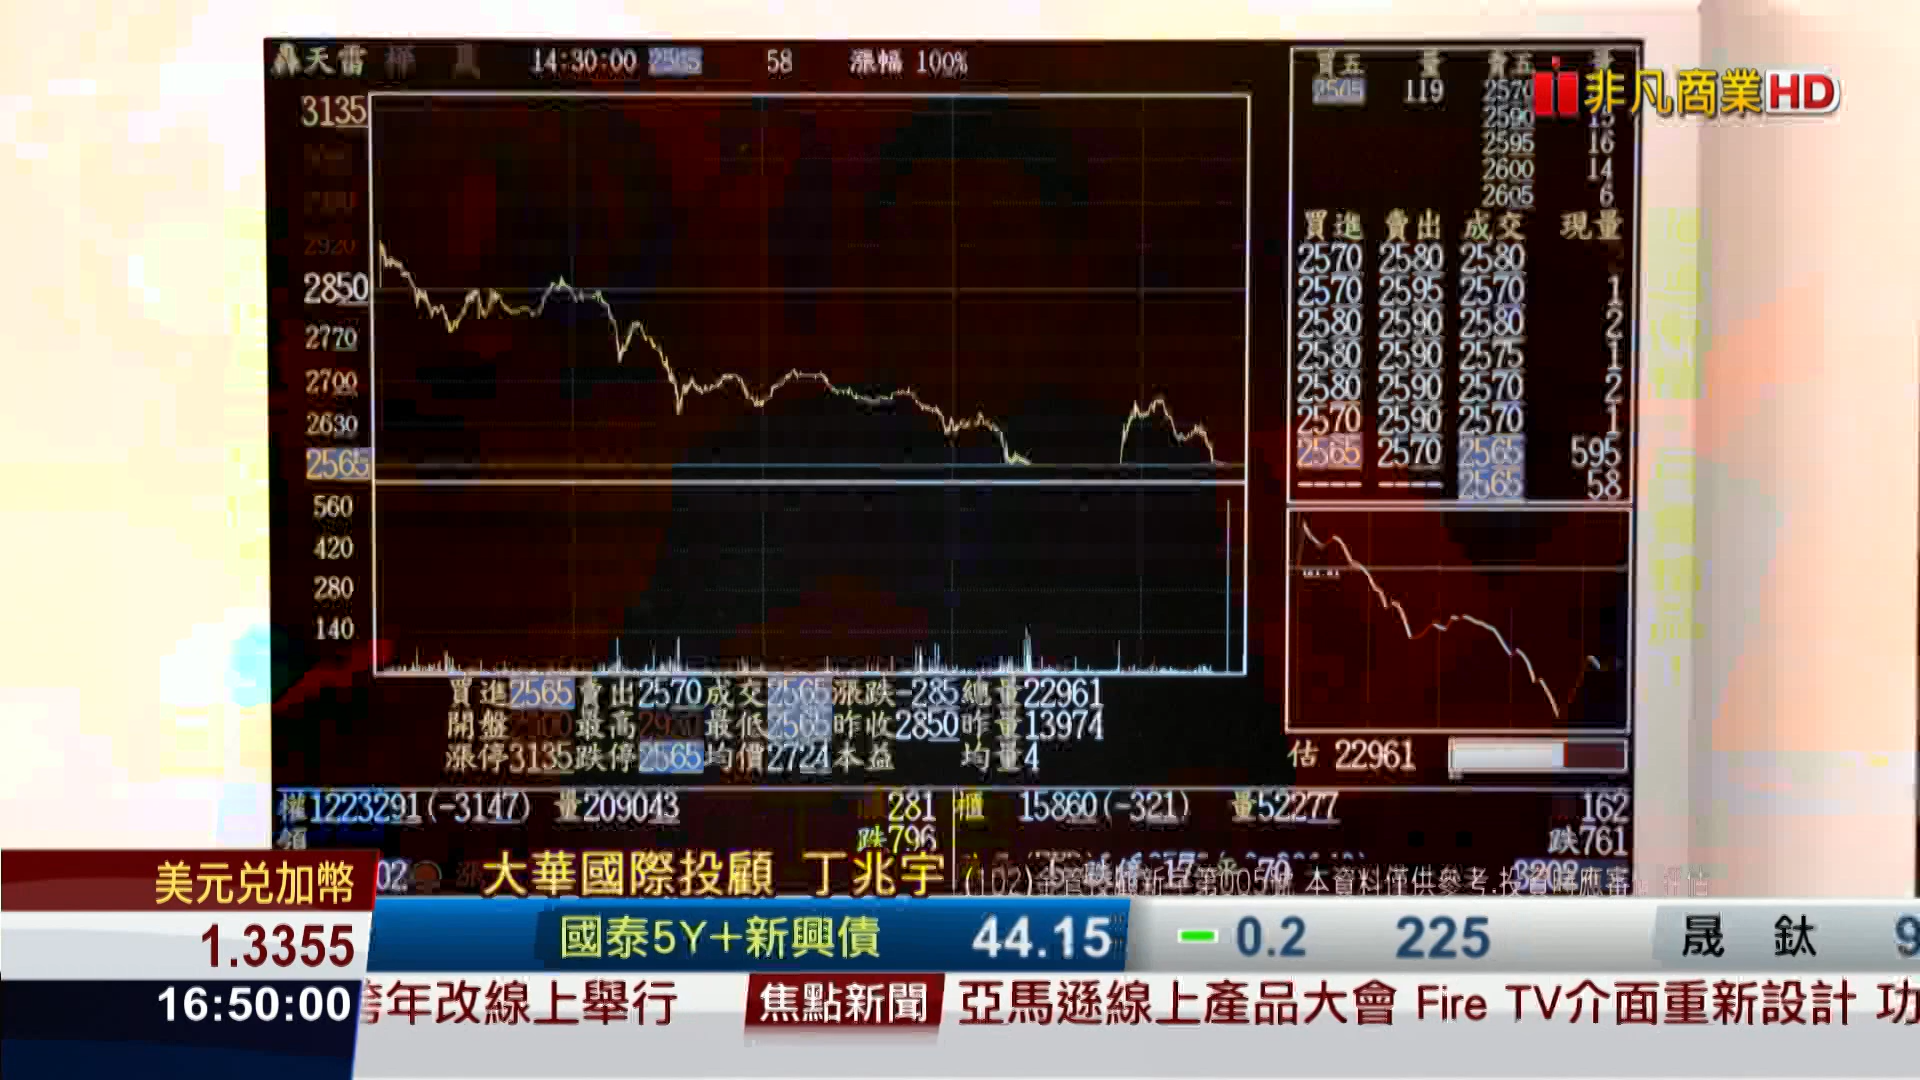 天雷
14:30:00 2565 58 漲幅 100%
買五 量 賣五
2565 119 2570
2590 15
2595 16
2600 14
2605 6
非凡商業HD
3135
2920
2850
2770
2700
2630
2565
560
420
280
140
買進 賣出 成交 現量
2570 2580 2580
2570 2595 2570 1
2580 2590 2580 2
2580 2590 2575 1
2580 2590 2570 2
2570 2590 2570 1
2565 2570 2565 595
------ ------ 2565 58
買進2565賣出2570成交2565漲跌-285總量22961
開盤 最高 最低2565昨收2850昨量13974
漲停3135跌停2565均價2724本益 均量4
估 22961
權1223291(-3147) 量209043 281
跌796
櫃 15860(-321) 量52277 162
跌761
大華國際投顧 丁兆宇
美元兌加幣
1.3355
16:50:00
國泰5Y+新興債 44.15 0.2 225 晟 鈦 9
跨年改線上舉行 焦點新聞 亞馬遜線上產品大會 Fire TV介面重新設計 功